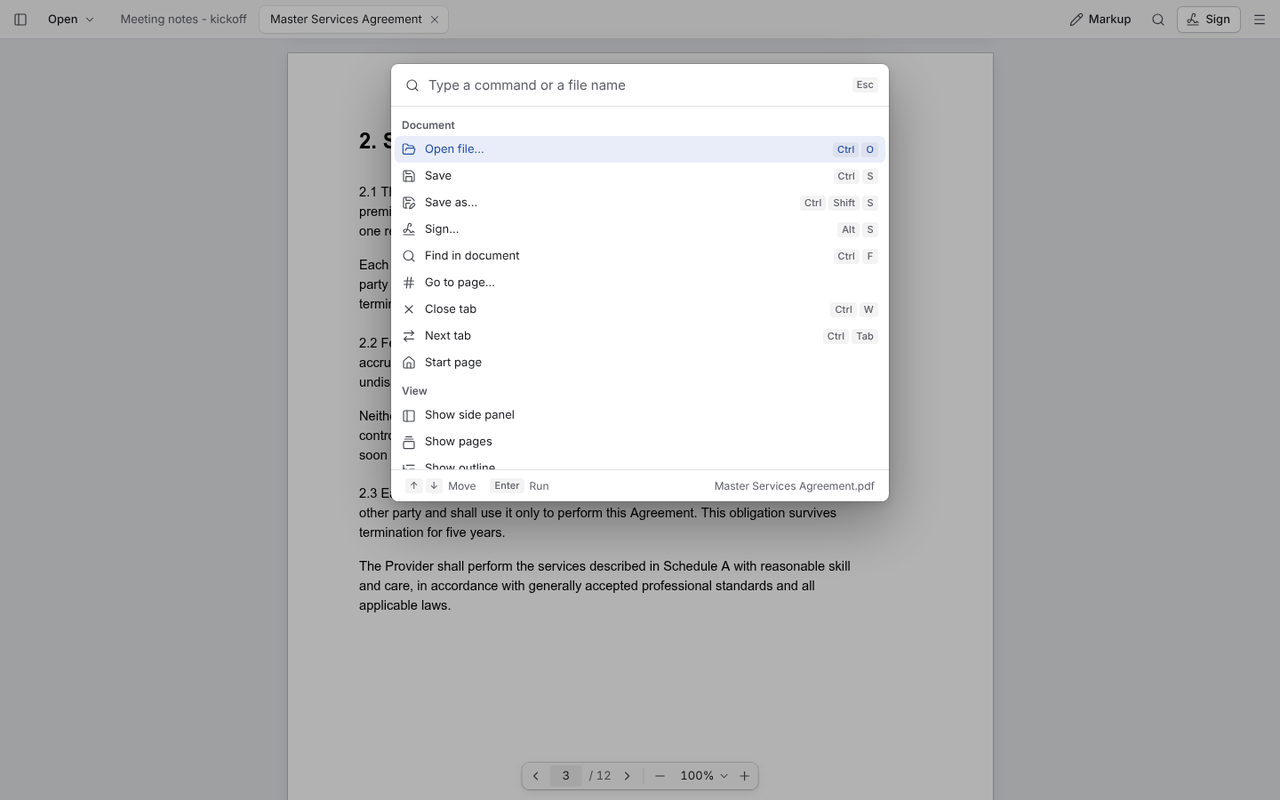 Open
Meeting notes - kickoff
Master Services Agreement
Markup
Sign
Type a command or a file name
Esc
Document
Open file...
Ctrl O
Save
Ctrl S
Save as...
Ctrl Shift S
Sign...
Alt S
Find in document
Ctrl F
Go to page...
Close tab
Ctrl W
Next tab
Ctrl Tab
Start page
View
Show side panel
Show pages
Show outline
Move
Enter Run
Master Services Agreement.pdf
2. S
2.1
premi
one r
Each
party
termin
2.2
accru
undis
Neithe
contro
soon
2.3
other party and shall use it only to perform this Agreement. This obligation survives
termination for five years.
The Provider shall perform the services described in Schedule A with reasonable skill
and care, in accordance with generally accepted professional standards and all
applicable laws.
3 / 12
100%